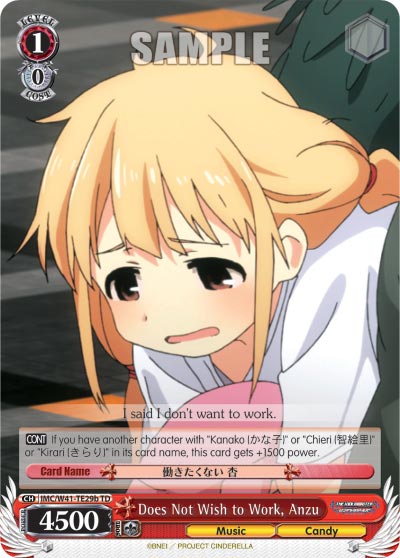 LEVEL
1
0
COST
SAMPLE
I said I don't want to work.
CONT If you have another character with "Kanako (かな子)" or "Chieri (智絵里)"
or "Kirari (きらり)" in its card name, this card gets +1500 power.
Card Name 働きたくない 杏
CH IMC/W41-TE29b TD
Does Not Wish to Work, Anzu
POWER 4500 SOUL
Music
Candy
©BNEI / PROJECT CINDERELLA